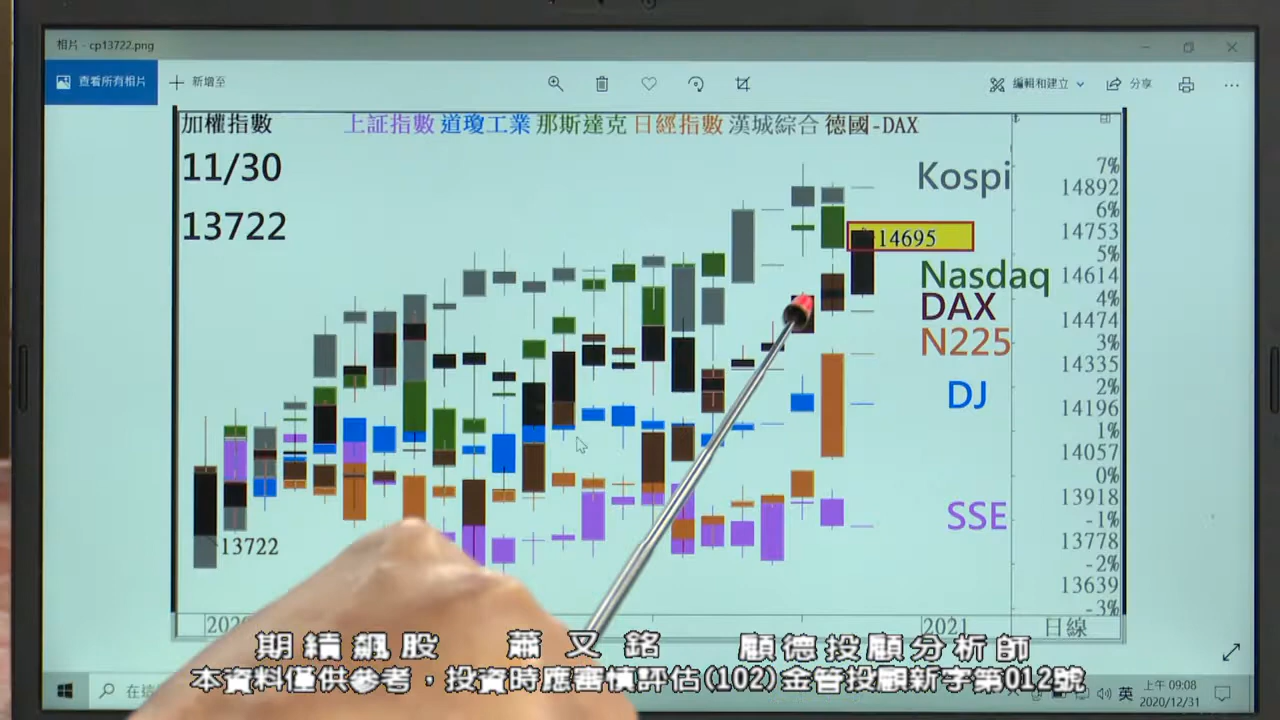 相片 - cp13722.png
查看所有相片 新增至 編輯和建立 分享
加權指數 上証指數 道瓊工業 那斯達克 日經指數 漢城綜合 德國-DAX
11/30
13722
Kospi
14695
Nasdaq
DAX
N225
DJ
SSE
13722
7%
14892
6%
14753
5%
14614
4%
14474
3%
14335
2%
14196
1%
14057
0%
13918
-1%
13778
-2%
13639
-3%
2021 日線
期績飆股 蕭又銘 顧德投顧分析師
本資料僅供參考，投資時應審慎評估(102)金管投顧新字第012號
英 上午 09:08
2020/12/31